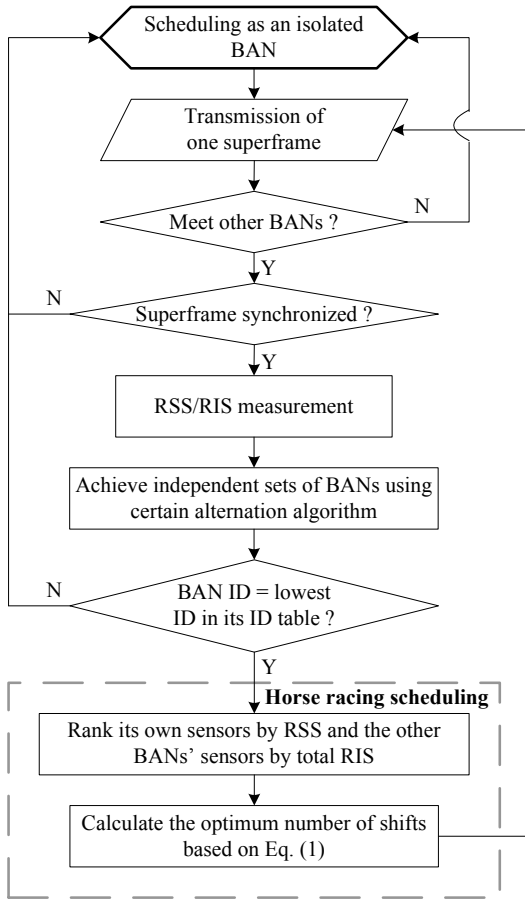 Scheduling as an isolated
BAN
Transmission of
one superframe
Meet other BANs ?
N
Y
N
Superframe synchronized ?
Y
RSS/RIS measurement
Achieve independent sets of BANs using
certain alternation algorithm
N
BAN ID = lowest
ID in its ID table ?
Y
Horse racing scheduling
Rank its own sensors by RSS and the other
BANs’ sensors by total RIS
Calculate the optimum number of shifts
based on Eq. (1)